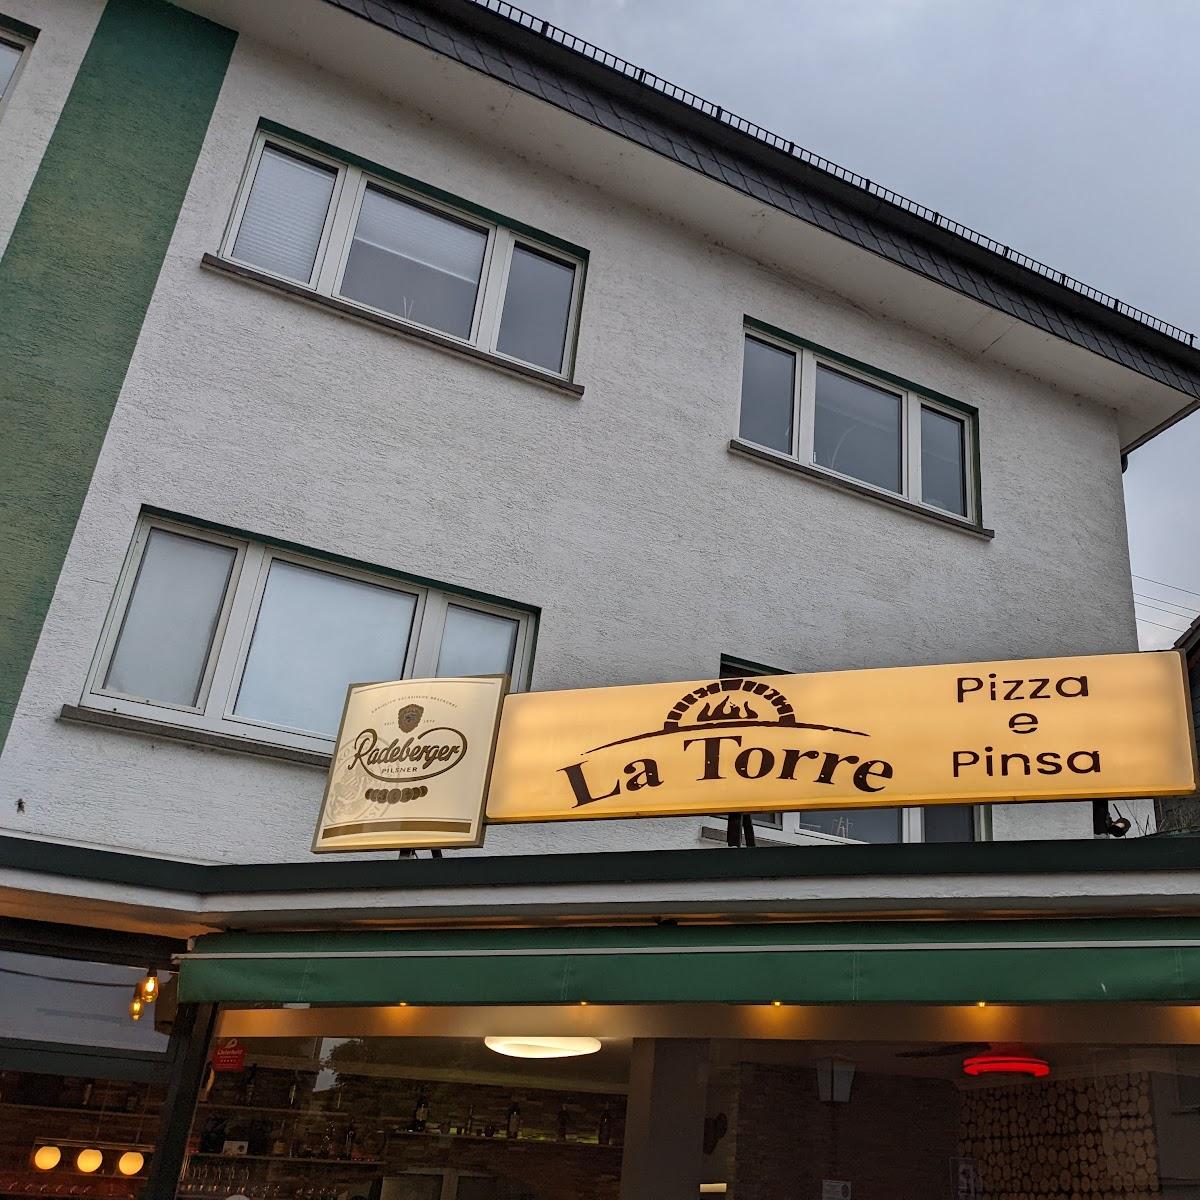 Radeberger
PILSNER
La Torre
Pizza
e
Pinsa